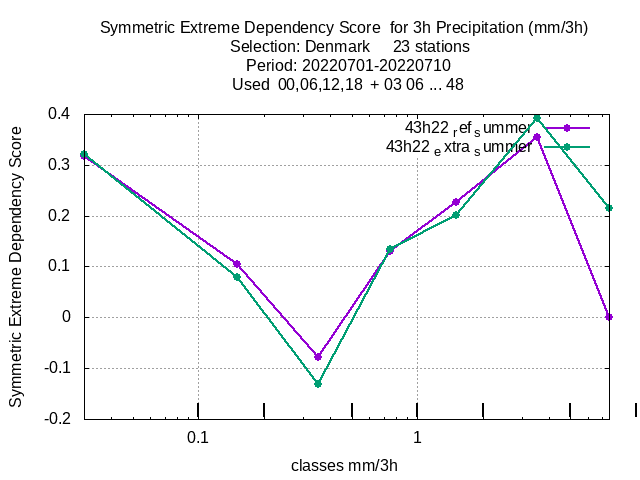 Symmetric Extreme Dependency Score  for 3h Precipitation (mm/3h)
Selection: Denmark     23 stations
Period: 20220701-20220710
Used  00,06,12,18  + 03 06 ... 48
43h22 ref summer
43h22 extra summer
Symmetric Extreme Dependency Score
0.4
0.3
0.2
0.1
0
-0.1
-0.2
0.1
1
classes mm/3h